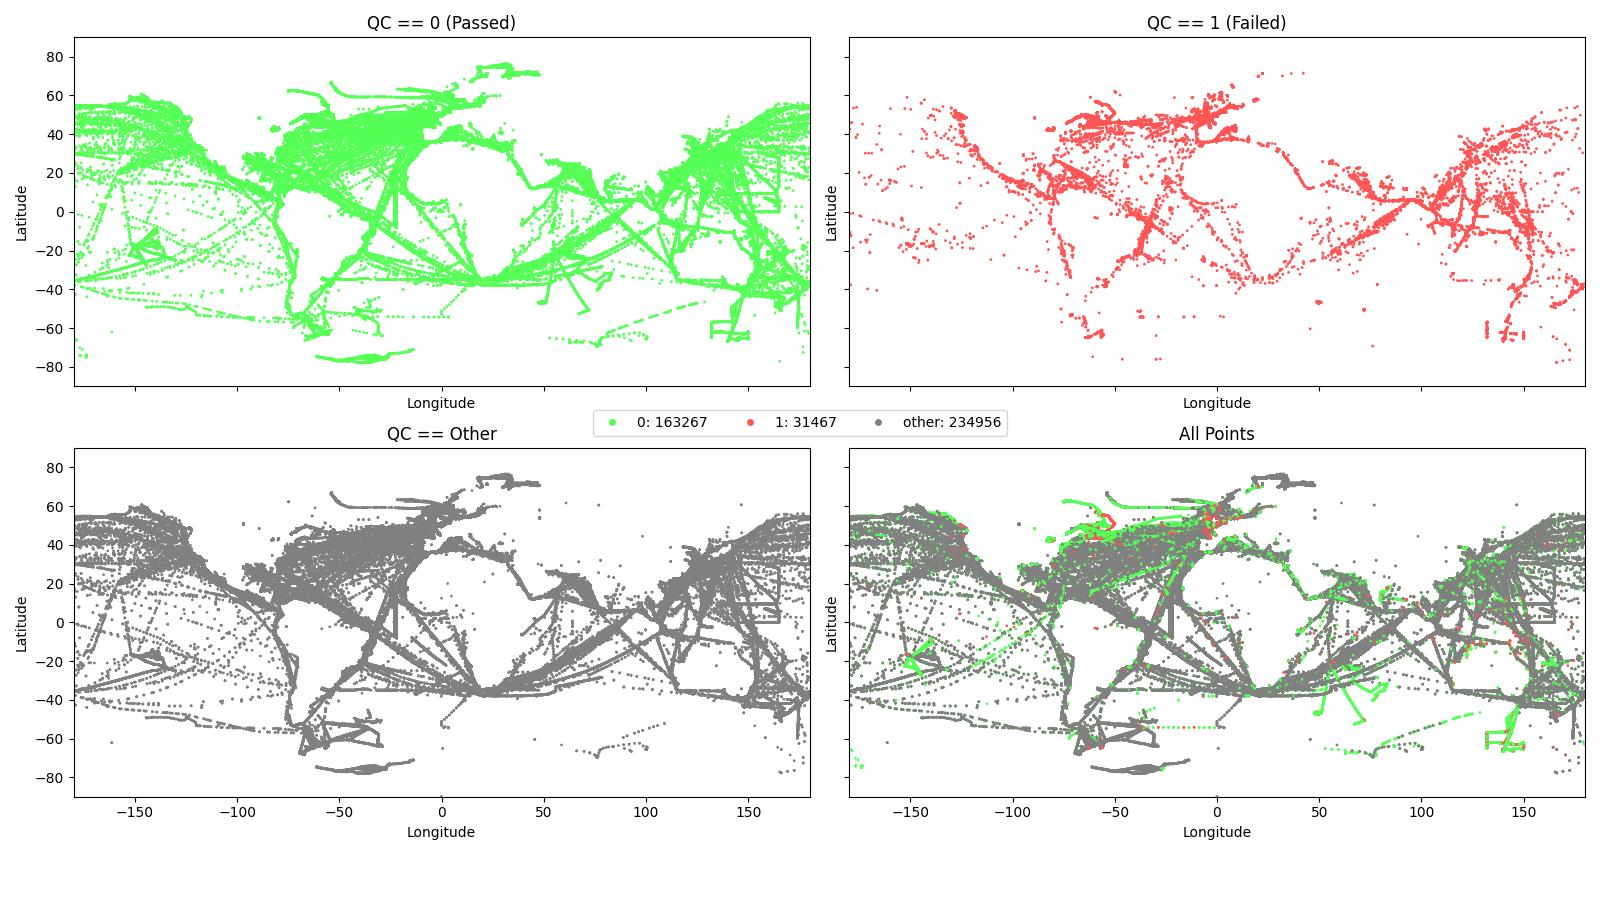 QC == 0 (Passed)
QC == 1 (Failed)
80
60
40
20
0
−20
−40
−60
−80
Latitude
Latitude
Longitude
Longitude
0: 163267
1: 31467
other: 234956
QC == Other
All Points
80
60
40
20
0
−20
−40
−60
−80
Latitude
Latitude
−150
−100
−50
0
50
100
150
−150
−100
−50
0
50
100
150
Longitude
Longitude